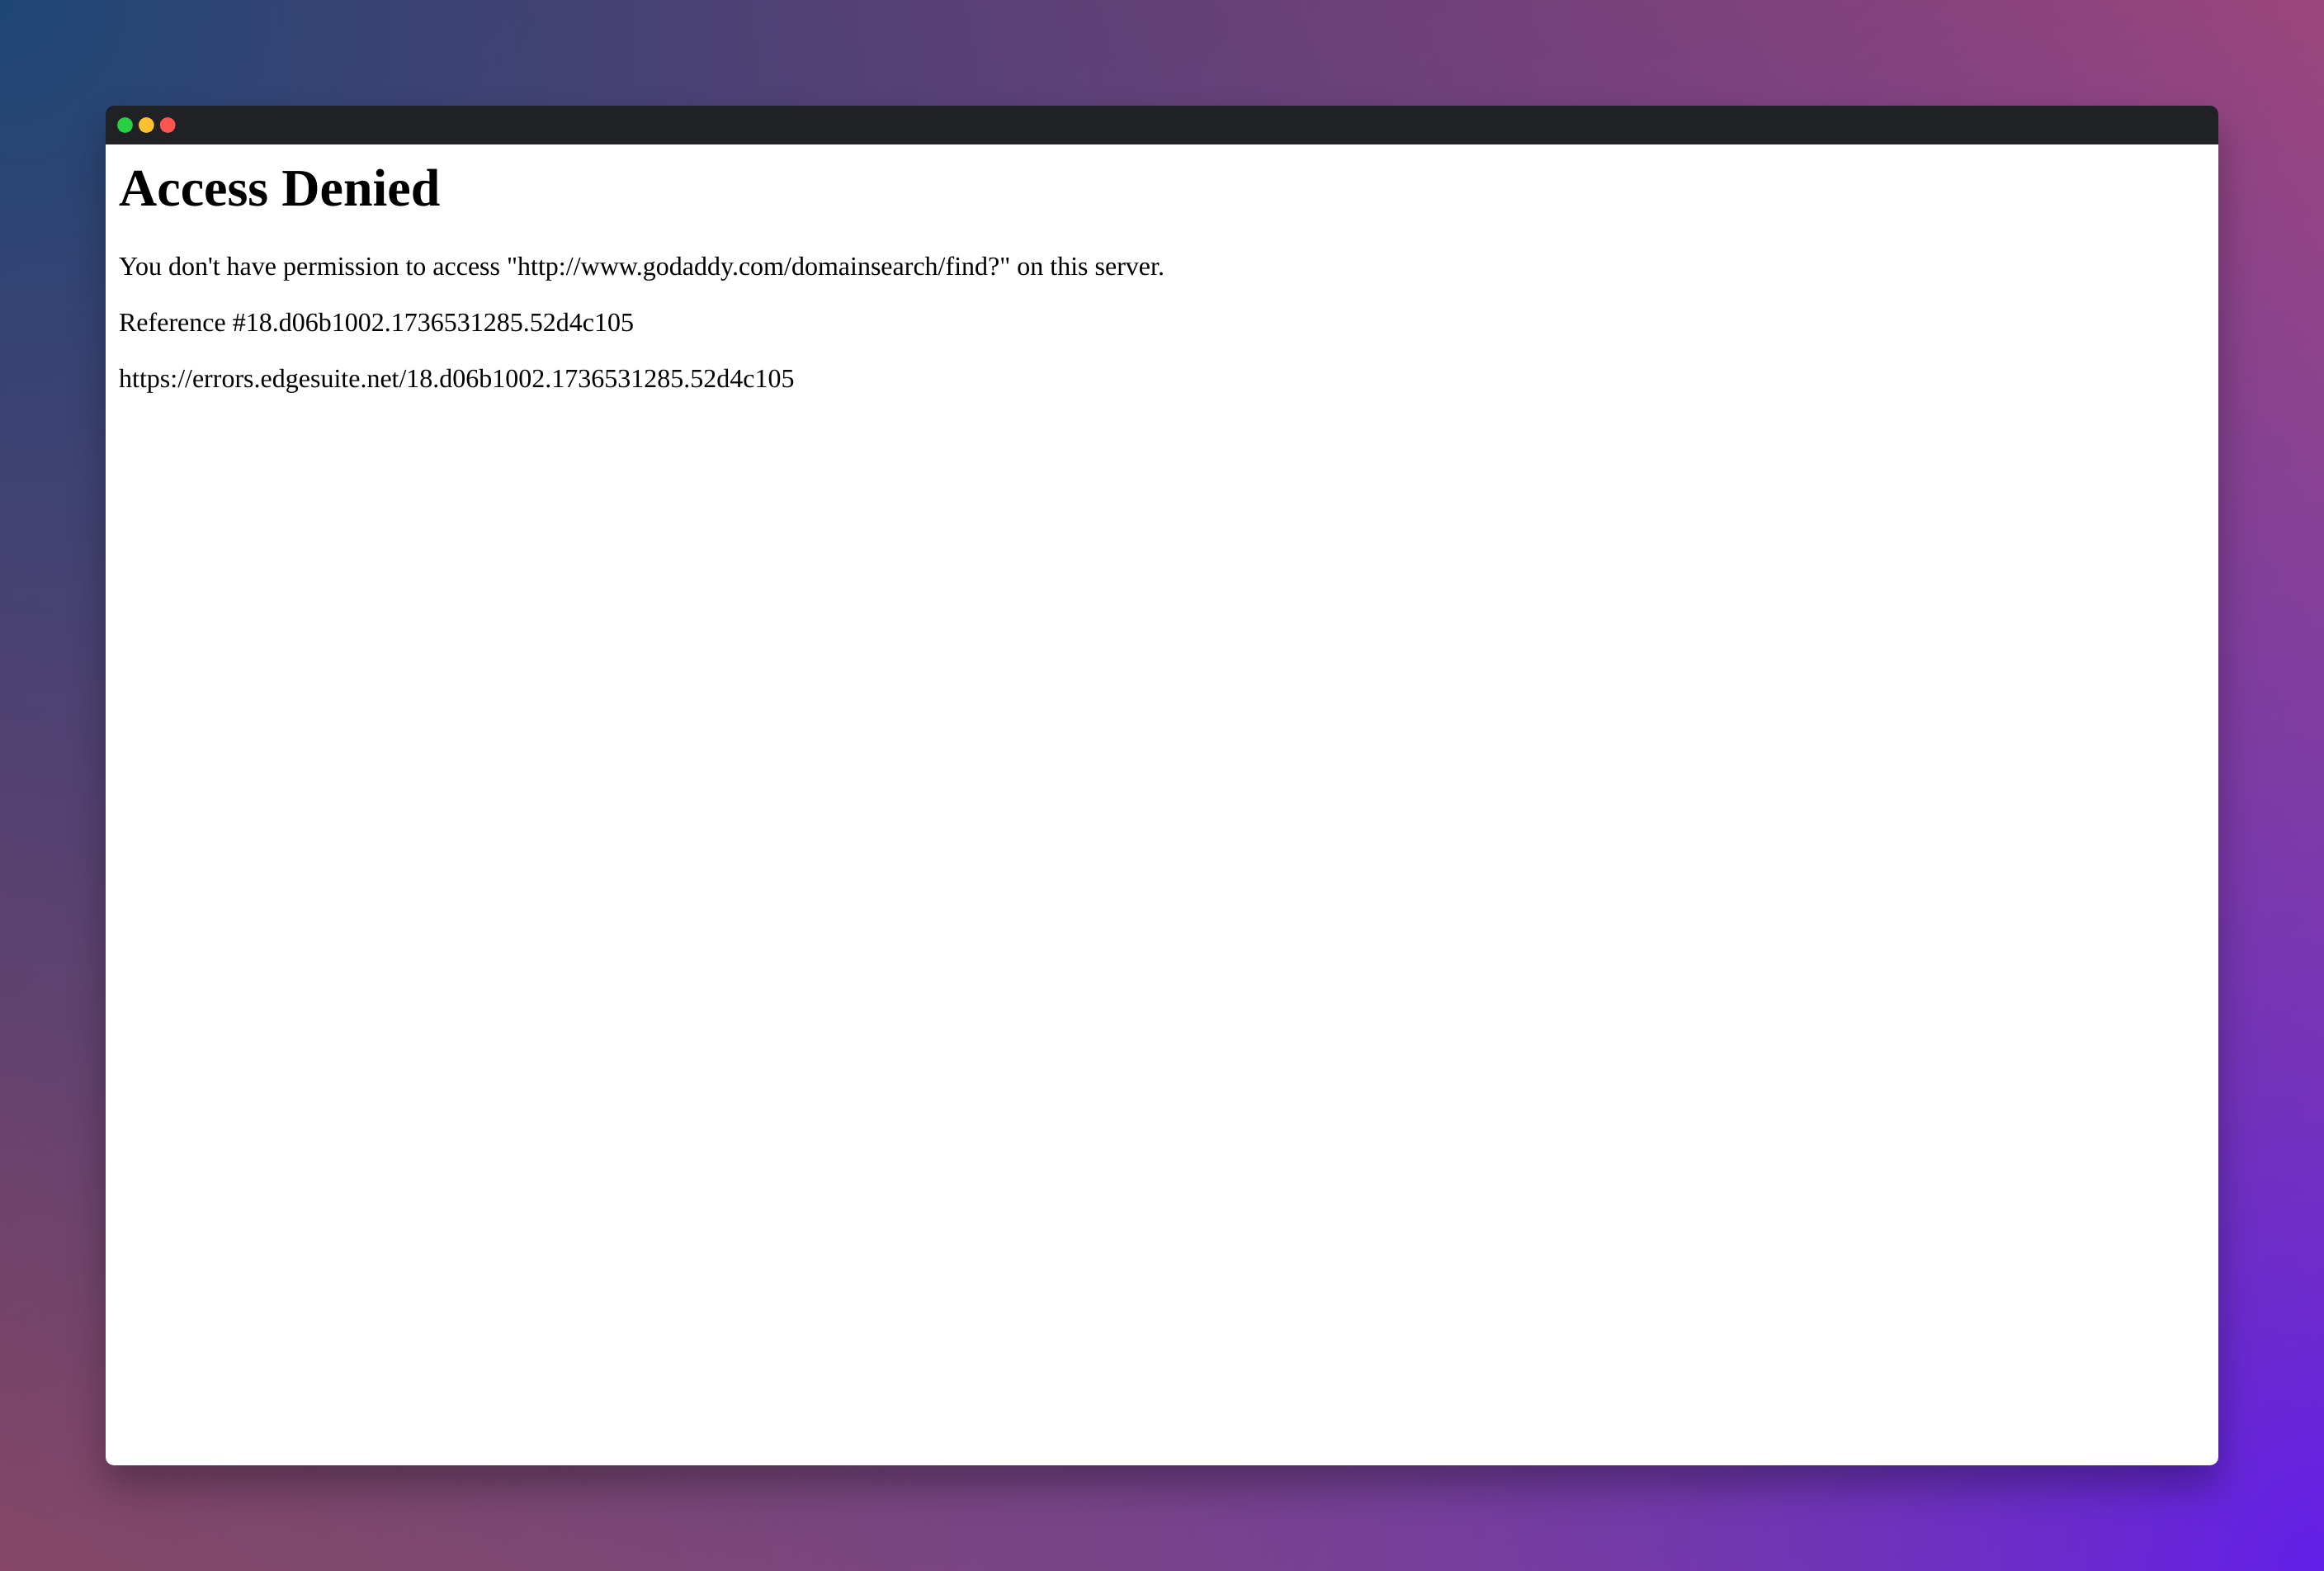 Access Denied
You don't have permission to access "http://www.godaddy.com/domainsearch/find?" on this server.
Reference #18.d06b1002.1736531285.52d4c105
https://errors.edgesuite.net/18.d06b1002.1736531285.52d4c105